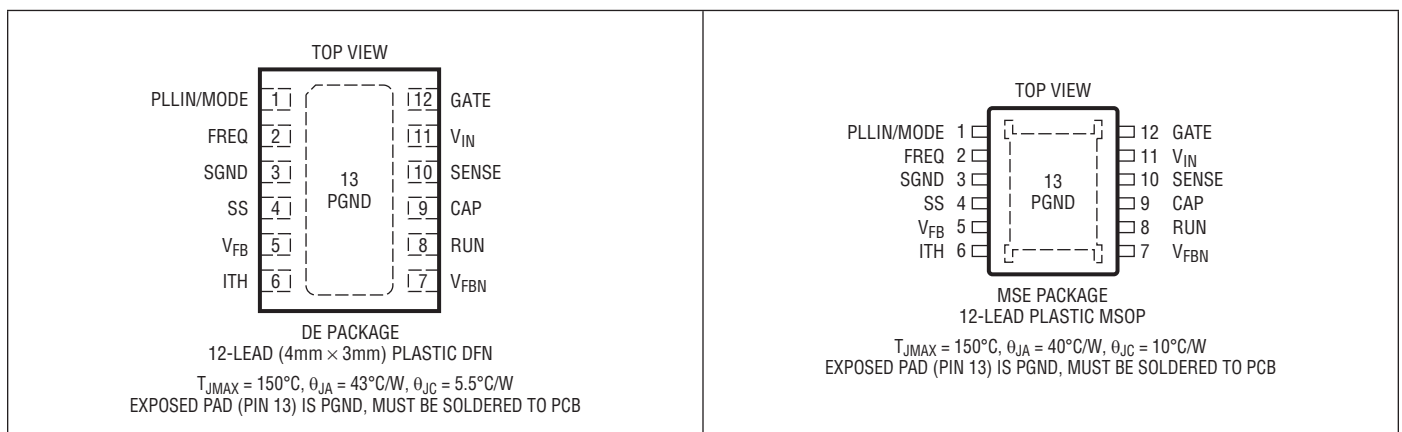 TOP VIEW
PLLIN/MODE 1
FREQ 2
SGND 3
SS 4
VFB 5
ITH 6
13
PGND
12 GATE
11 VIN
10 SENSE
9 CAP
8 RUN
7 VFBN
DE PACKAGE
12-LEAD (4mm × 3mm) PLASTIC DFN
TJMAX = 150°C, θJA = 43°C/W, θJC = 5.5°C/W
EXPOSED PAD (PIN 13) IS PGND, MUST BE SOLDERED TO PCB
TOP VIEW
PLLIN/MODE 1
FREQ 2
SGND 3
SS 4
VFB 5
ITH 6
13
PGND
12 GATE
11 VIN
10 SENSE
9 CAP
8 RUN
7 VFBN
MSE PACKAGE
12-LEAD PLASTIC MSOP
TJMAX = 150°C, θJA = 40°C/W, θJC = 10°C/W
EXPOSED PAD (PIN 13) IS PGND, MUST BE SOLDERED TO PCB